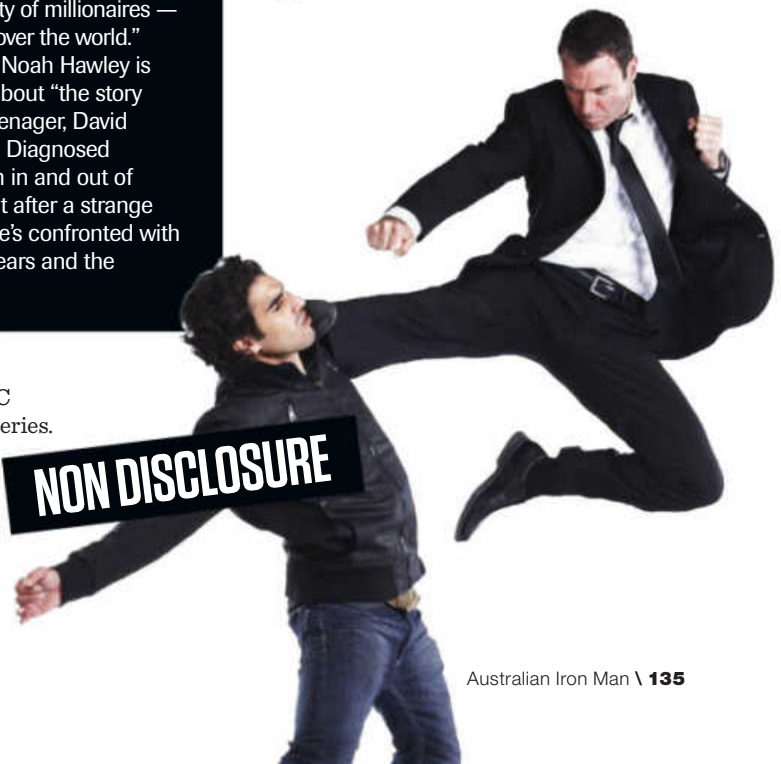 ty of millionaires —
over the world.”
Noah Hawley is
bout “the story
enager, David
Diagnosed
n in and out of
t after a strange
e’s confronted with
ears and the
C
eries.
NON DISCLOSURE
Australian Iron Man \ 135